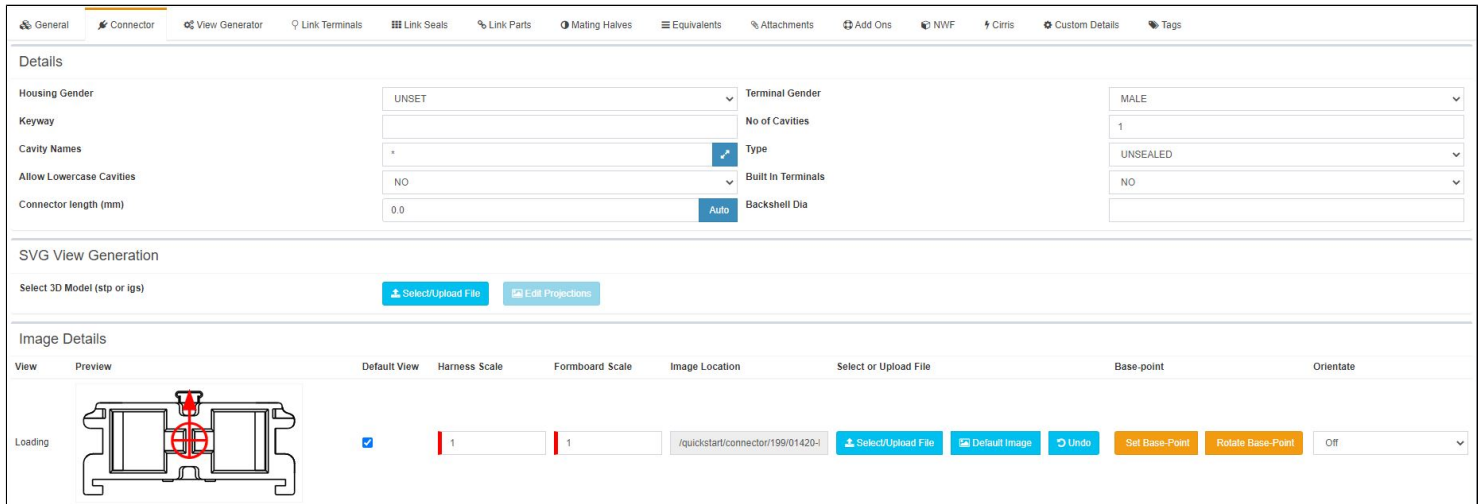 General Connector View Generator Link Terminals Link Seals Link Parts Mating Halves Equivalents Attachments Add Ons NWF Cirris Custom Details Tags
Details
Housing Gender UNSET Terminal Gender MALE
Keyway No of Cavities 1
Cavity Names * Type UNSEALED
Allow Lowercase Cavities NO Built In Terminals NO
Connector length (mm) 0.0 Auto Backshell Dia
SVG View Generation
Select 3D Model (stp or igs) Select/Upload File Edit Projections
Image Details
View Preview Default View Harness Scale Formboard Scale Image Location Select or Upload File Base-point Orientate
Loading 1 1 /quickstart/connector/199/01420- Select/Upload File Default Image Undo Set Base-Point Rotate Base-Point Off